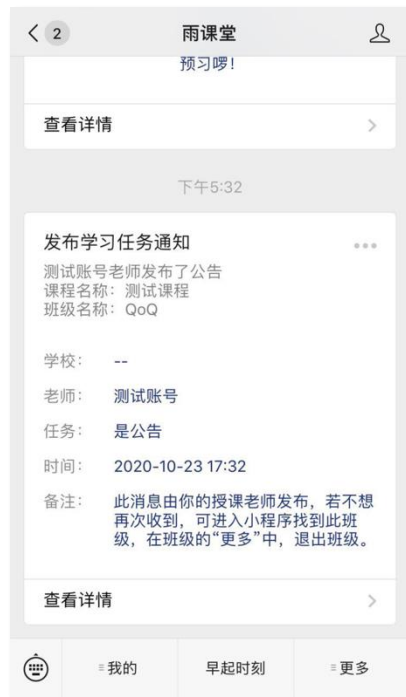 2
雨课堂
预习啰!
查看详情
下午5:32
发布学习任务通知
测试账号老师发布了公告
课程名称：测试课程
班级名称：QoQ
学校： --
老师： 测试账号
任务： 是公告
时间： 2020-10-23 17:32
备注： 此消息由你的授课老师发布，若不想
再次收到，可进入小程序找到此班
级，在班级的“更多”中，退出班级。
查看详情
我的 早起时刻 更多